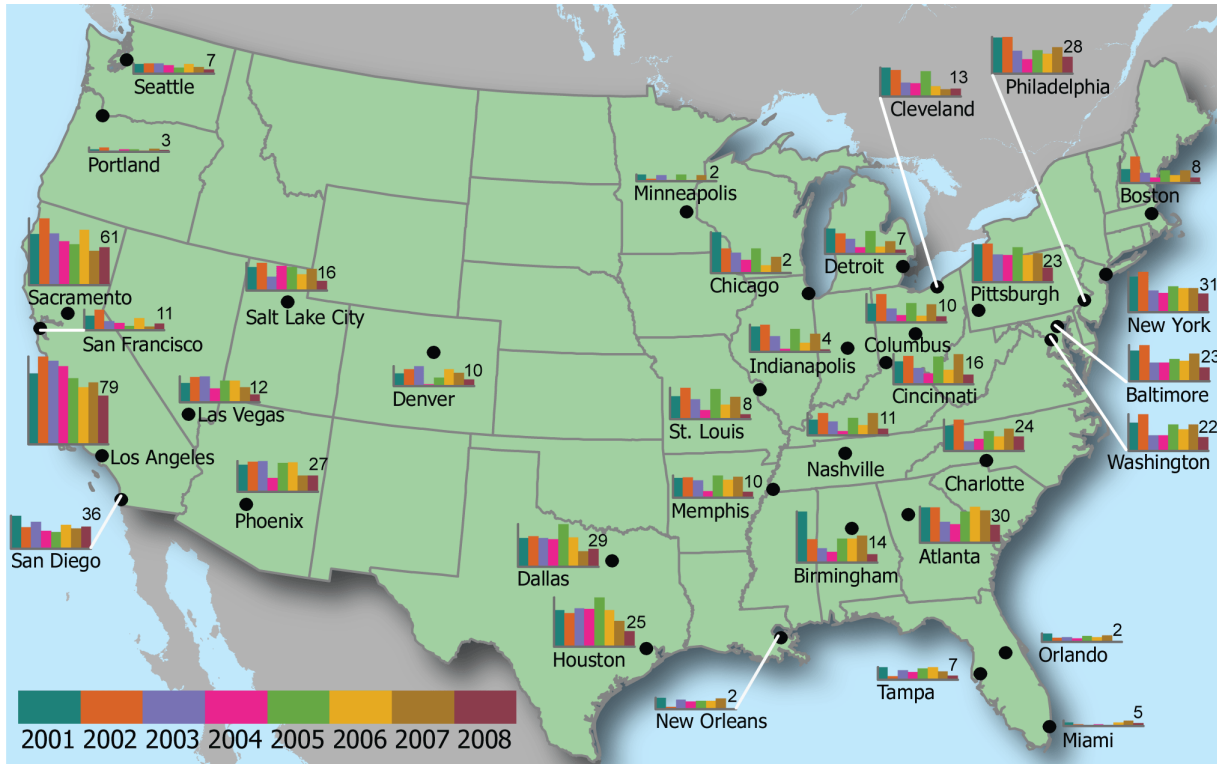 28
Philadelphia
13
Cleveland
7
Seattle
3
Portland
2
Minneapolis
8
Boston
61
Sacramento
11
San Francisco
16
Salt Lake City
2
Chicago
7
Detroit
23
Pittsburgh
31
New York
10
Columbus
4
Indianapolis
16
Cincinnati
23
Baltimore
79
Los Angeles
12
Las Vegas
10
Denver
8
St. Louis
11
Nashville
24
Charlotte
22
Washington
27
Phoenix
10
Memphis
36
San Diego
29
Dallas
14
Birmingham
30
Atlanta
25
Houston
2
New Orleans
7
Tampa
2
Orlando
5
Miami
2001 2002 2003 2004 2005 2006 2007 2008